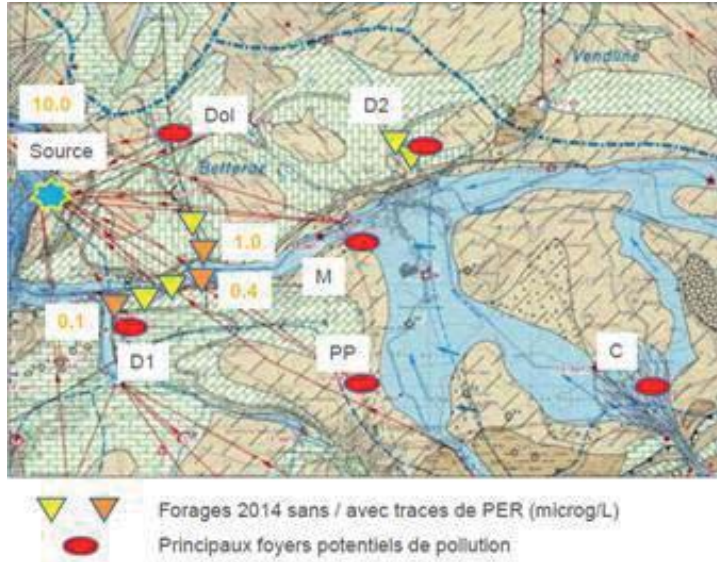 Vendline
10.0
Dol
D2
Source
Betteraz
1.0
M
0.4
0.1
D1
PP
C
Forages 2014 sans / avec traces de PER (microg/L)
Principaux foyers potentiels de pollution